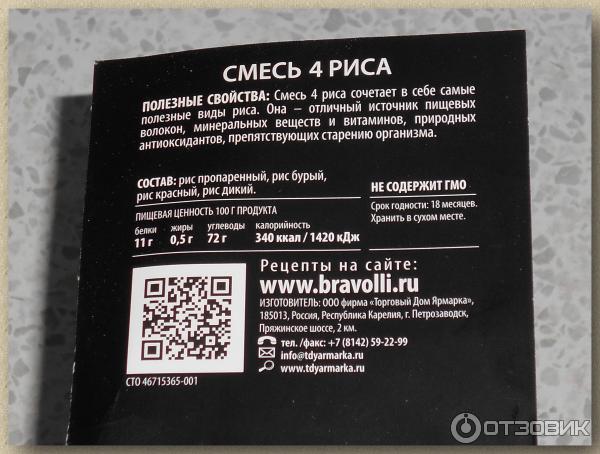 СМЕСЬ 4 РИСА
ПОЛЕЗНЫЕ СВОЙСТВА: Смесь 4 риса сочетает в себе самые
полезные виды риса. Она – отличный источник пищевых
волокон, минеральных веществ и витаминов, природных
антиоксидантов, препятствующих старению организма.
СОСТАВ: рис пропаренный, рис бурый,
рис красный, рис дикий.
ПИЩЕВАЯ ЦЕННОСТЬ 100 Г ПРОДУКТА
белки жиры углеводы калорийность
11 г 0,5 г 72 г 340 ккал / 1420 кДж
НЕ СОДЕРЖИТ ГМО
Срок годности: 18 месяцев.
Хранить в сухом месте.
Рецепты на сайте:
www.bravolli.ru
ИЗГОТОВИТЕЛЬ: ООО фирма «Торговый Дом Ярмарка»,
185013, Россия, Республика Карелия, г. Петрозаводск,
Пряжинское шоссе, 2 км.
тел. /факс: +7 (8142) 59-22-99
info@tdyarmarka.ru
www.tdyarmarka.ru
СТО 46715365-001
ОТЗОВИК